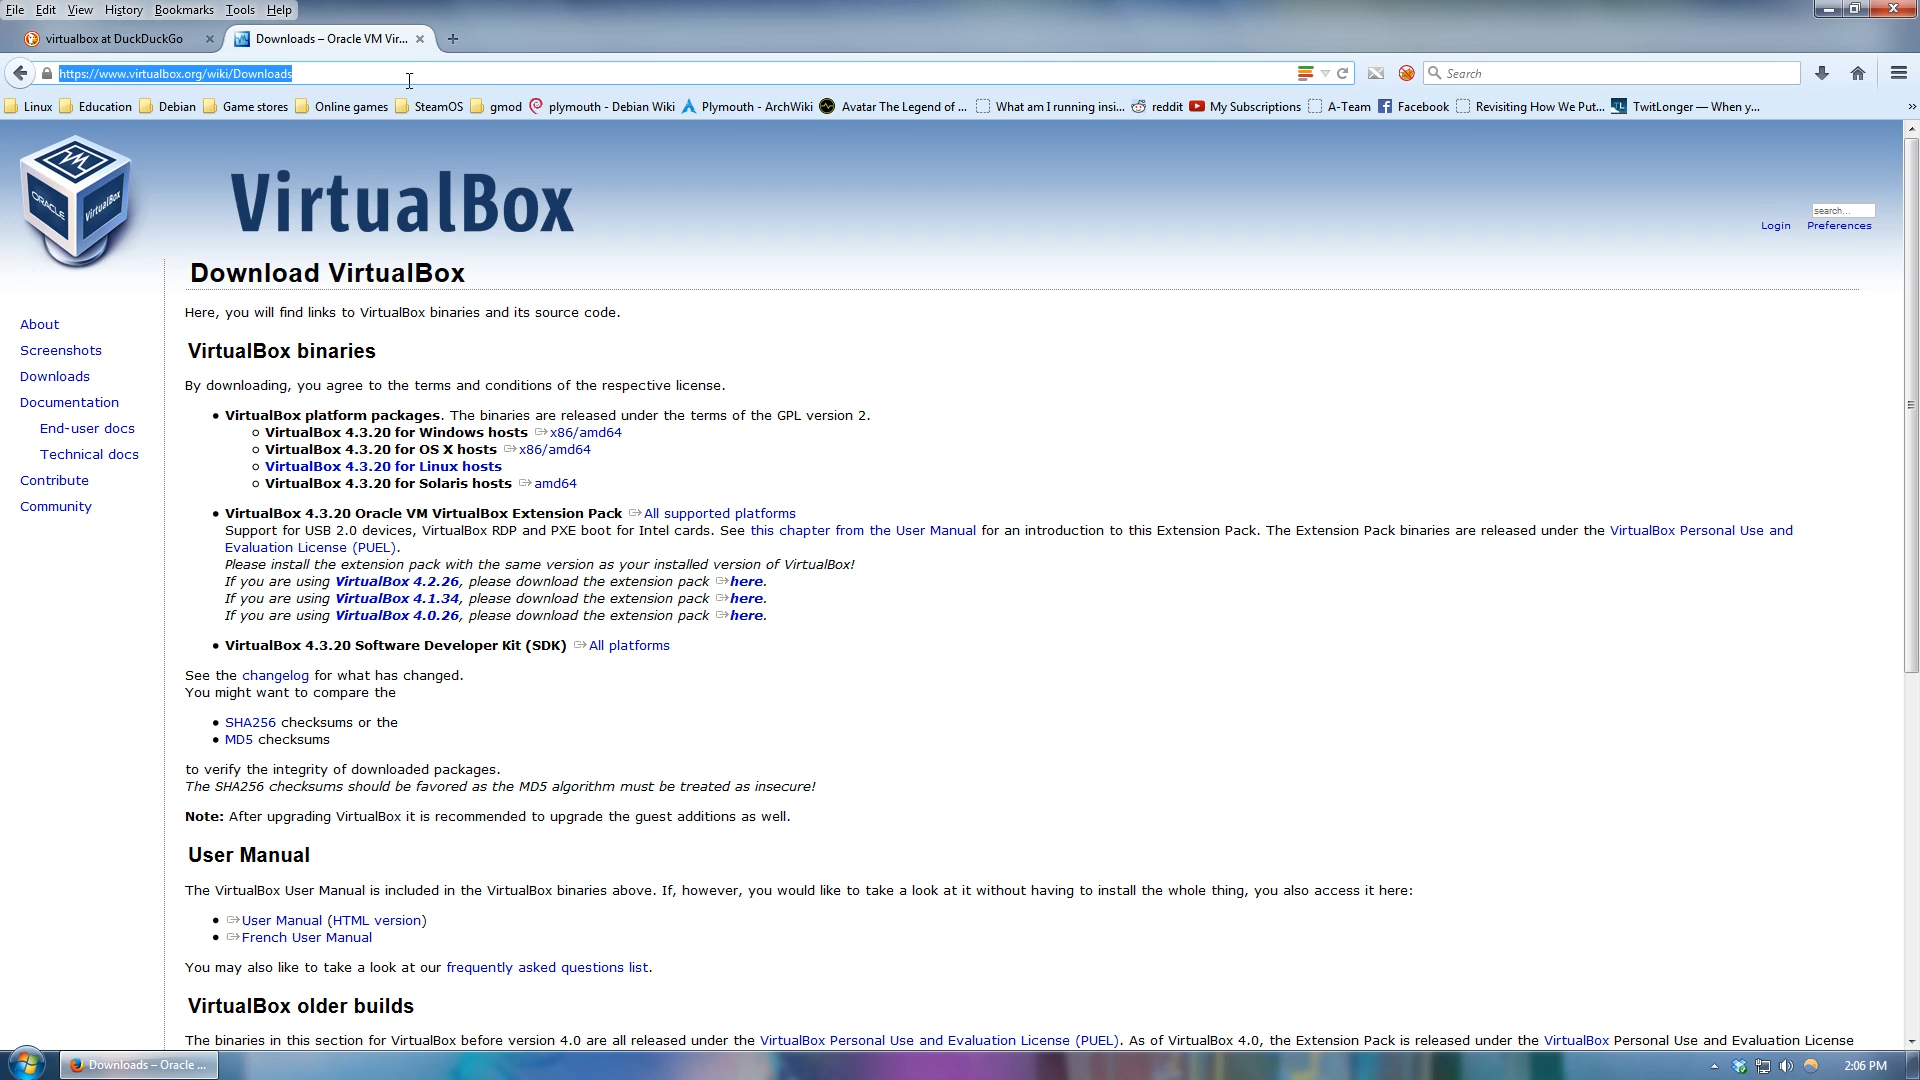 File Edit View History Bookmarks Tools Help
virtualbox at DuckDuckGo
Downloads – Oracle VM Vir...
https://www.virtualbox.org/wiki/Downloads
Search
Linux Education Debian Game stores Online games SteamOS gmod plymouth - Debian Wiki Plymouth - ArchWiki Avatar The Legend of ... What am I running insi... reddit My Subscriptions A-Team Facebook Revisiting How We Put... TwitLonger — When y... »
ORACLE VirtualBox
VirtualBox
search...
Login Preferences
Download VirtualBox
Here, you will find links to VirtualBox binaries and its source code.
About
Screenshots
Downloads
Documentation
End-user docs
Technical docs
Contribute
Community
VirtualBox binaries
By downloading, you agree to the terms and conditions of the respective license.
• VirtualBox platform packages. The binaries are released under the terms of the GPL version 2.
VirtualBox 4.3.20 for Windows hosts x86/amd64
VirtualBox 4.3.20 for OS X hosts x86/amd64
VirtualBox 4.3.20 for Linux hosts
VirtualBox 4.3.20 for Solaris hosts amd64
• VirtualBox 4.3.20 Oracle VM VirtualBox Extension Pack All supported platforms
Support for USB 2.0 devices, VirtualBox RDP and PXE boot for Intel cards. See this chapter from the User Manual for an introduction to this Extension Pack. The Extension Pack binaries are released under the VirtualBox Personal Use and
Evaluation License (PUEL).
Please install the extension pack with the same version as your installed version of VirtualBox!
If you are using VirtualBox 4.2.26, please download the extension pack here.
If you are using VirtualBox 4.1.34, please download the extension pack here.
If you are using VirtualBox 4.0.26, please download the extension pack here.
• VirtualBox 4.3.20 Software Developer Kit (SDK) All platforms
See the changelog for what has changed.
You might want to compare the
• SHA256 checksums or the
• MD5 checksums
to verify the integrity of downloaded packages.
The SHA256 checksums should be favored as the MD5 algorithm must be treated as insecure!
Note: After upgrading VirtualBox it is recommended to upgrade the guest additions as well.
User Manual
The VirtualBox User Manual is included in the VirtualBox binaries above. If, however, you would like to take a look at it without having to install the whole thing, you also access it here:
• User Manual (HTML version)
• French User Manual
You may also like to take a look at our frequently asked questions list.
VirtualBox older builds
The binaries in this section for VirtualBox before version 4.0 are all released under the VirtualBox Personal Use and Evaluation License (PUEL). As of VirtualBox 4.0, the Extension Pack is released under the VirtualBox Personal Use and Evaluation License
Downloads – Oracle ...
2:06 PM